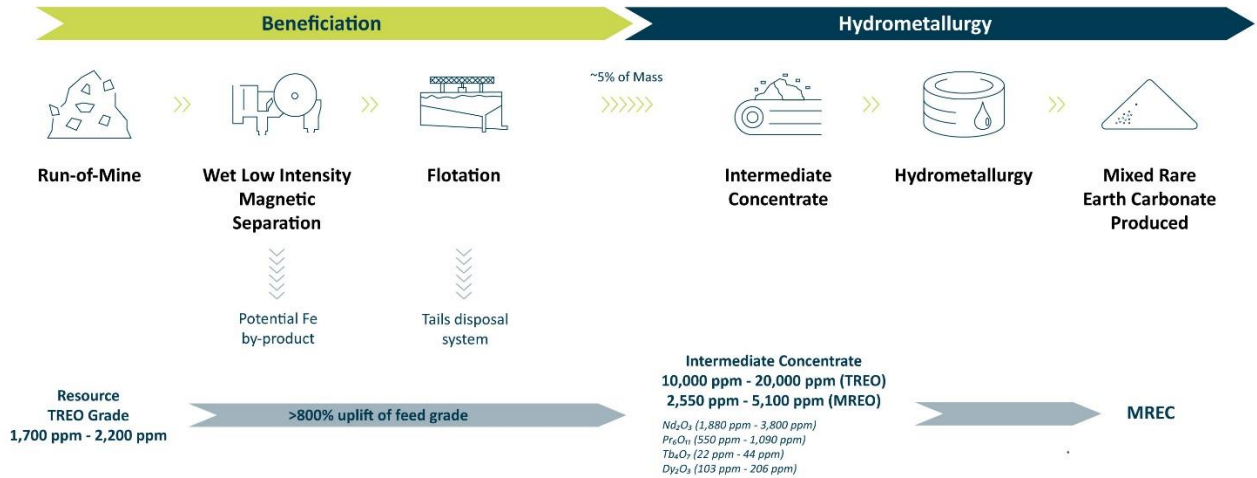 Beneficiation
Hydrometallurgy
~5% of Mass
Run-of-Mine
Wet Low Intensity
Magnetic
Separation
Flotation
Intermediate
Concentrate
Hydrometallurgy
Mixed Rare
Earth Carbonate
Produced
Potential Fe
by-product
Tails disposal
system
Resource
TREO Grade
1,700 ppm - 2,200 ppm
>800% uplift of feed grade
Intermediate Concentrate
10,000 ppm - 20,000 ppm (TREO)
2,550 ppm - 5,100 ppm (MREO)
Nd₂O₃ (1,880 ppm - 3,800 ppm)
Pr₆O₁₁ (550 ppm - 1,090 ppm)
Tb₄O₇ (22 ppm - 44 ppm)
Dy₂O₃ (103 ppm - 206 ppm)
MREC